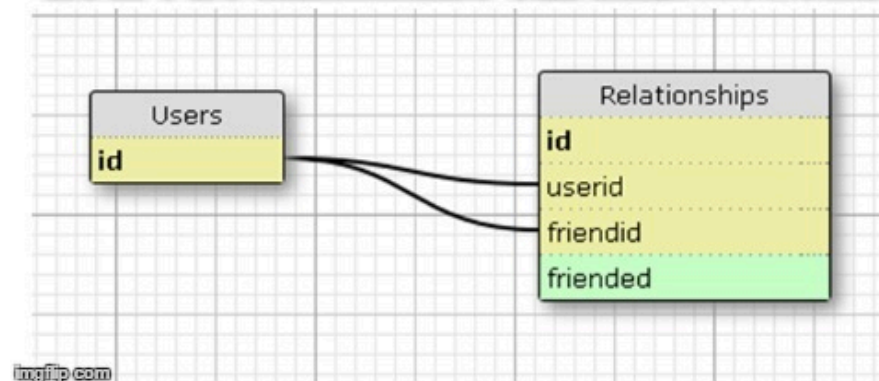 Users
id
Relationships
id
userid
friendid
friended
imgflip.com